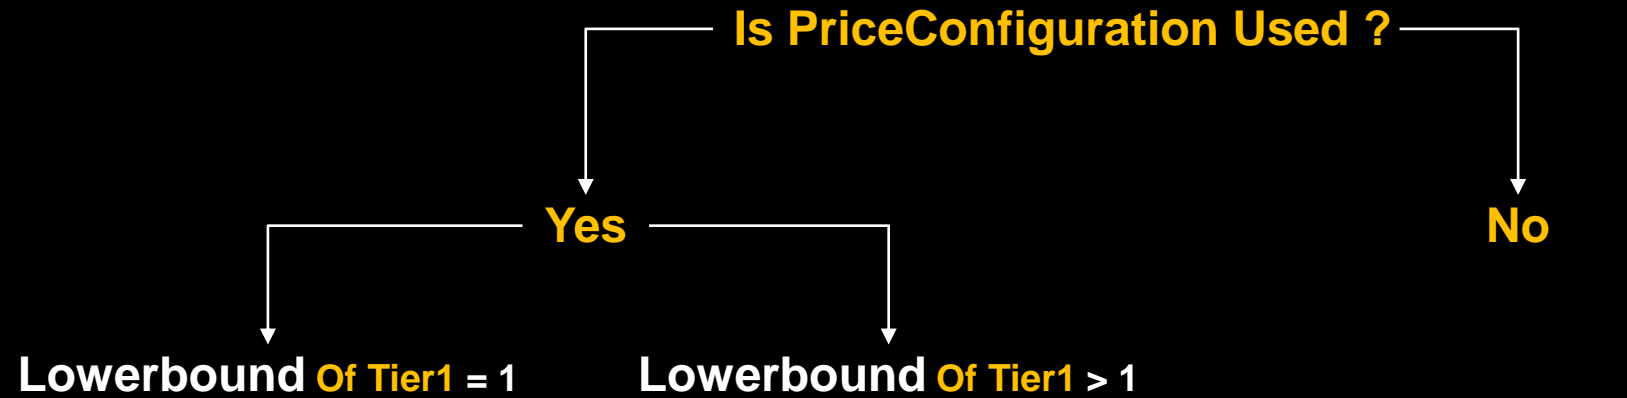 Is PriceConfiguration Used ?
Yes
No
Lowerbound Of Tier1 = 1
Lowerbound Of Tier1 > 1